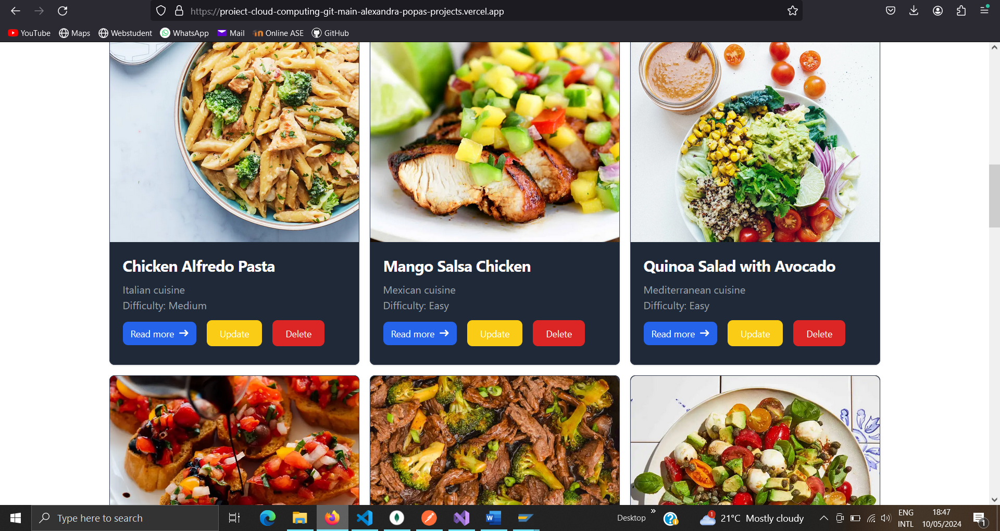 https://proiect-cloud-computing-git-main-alexandra-popas-projects.vercel.app
YouTube Maps Webstudent WhatsApp Mail Online ASE GitHub
Chicken Alfredo Pasta
Italian cuisine
Difficulty: Medium
Read more → Update Delete
Mango Salsa Chicken
Mexican cuisine
Difficulty: Easy
Read more → Update Delete
Quinoa Salad with Avocado
Mediterranean cuisine
Difficulty: Easy
Read more → Update Delete
Type here to search
Desktop
1
21°C Mostly cloudy
ENG
INTL
18:47
10/05/2024
1